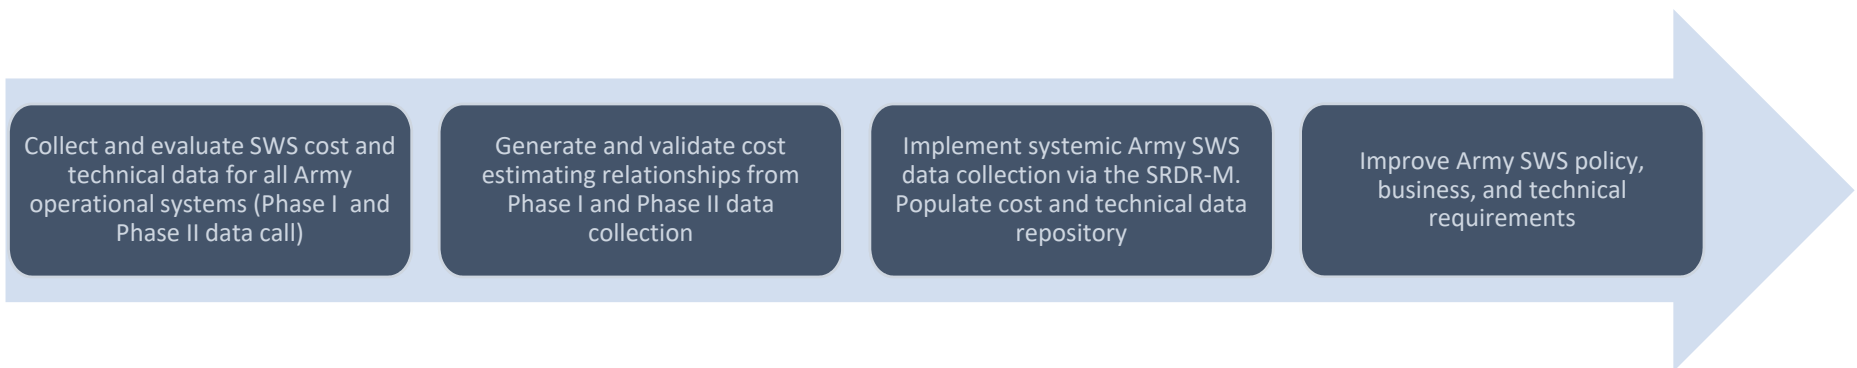 Collect and evaluate SWS cost and
technical data for all Army
operational systems (Phase I  and
Phase II data call)
Generate and validate cost
estimating relationships from
Phase I and Phase II data
collection
Implement systemic Army SWS
data collection via the SRDR-M.
Populate cost and technical data
repository
Improve Army SWS policy,
business, and technical
requirements